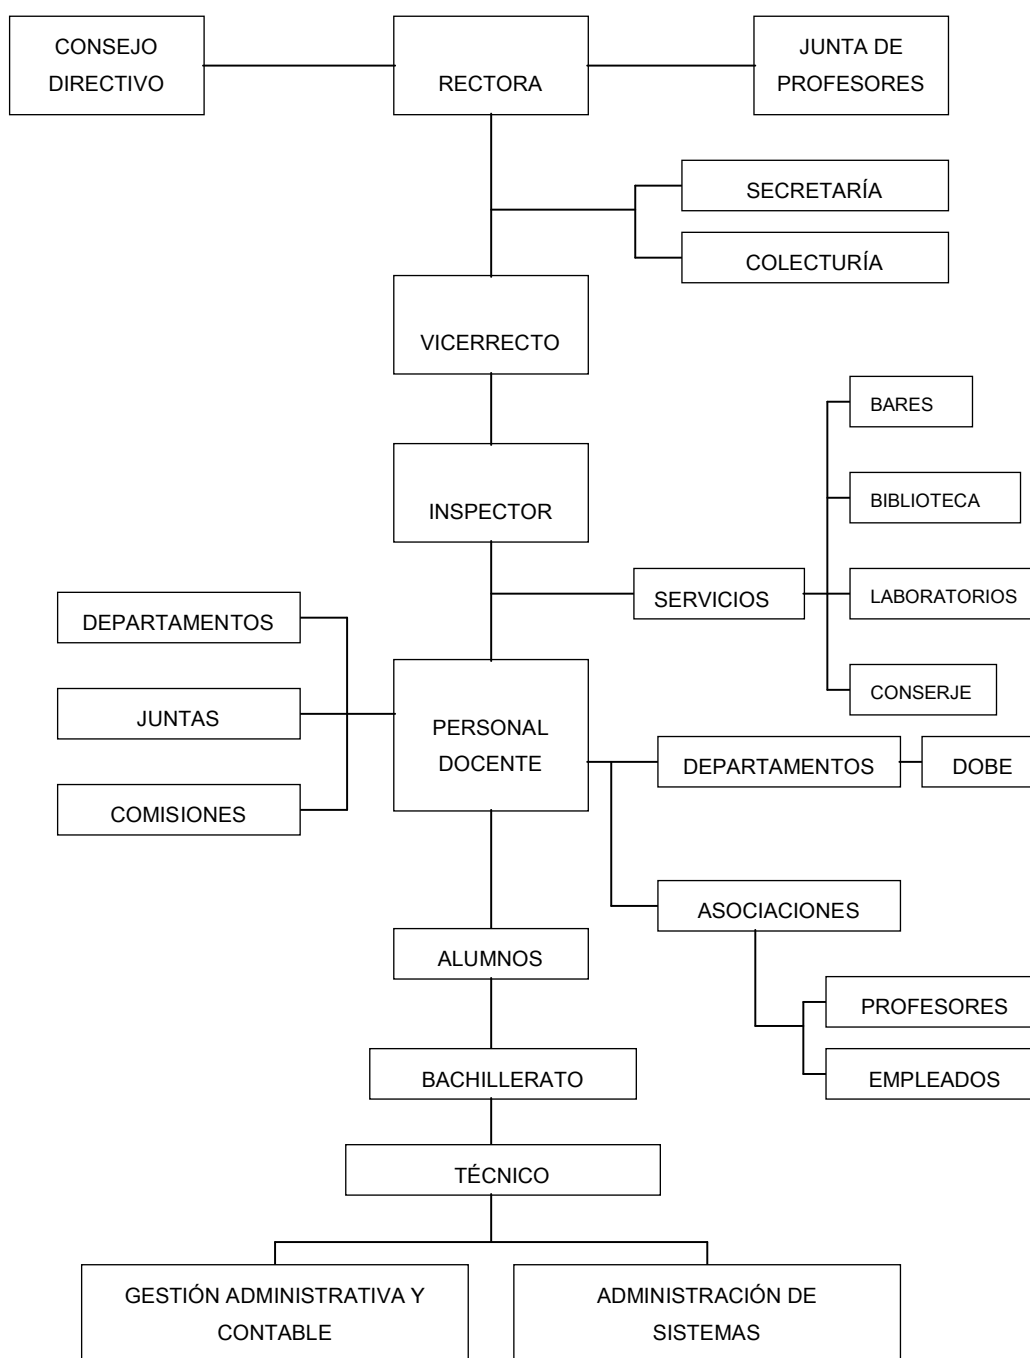 CONSEJO
DIRECTIVO
RECTORA
JUNTA DE
PROFESORES
SECRETARÍA
COLECTURÍA
VICERRECTO
BARES
INSPECTOR
BIBLIOTECA
SERVICIOS
LABORATORIOS
DEPARTAMENTOS
CONSERJE
JUNTAS
PERSONAL
DOCENTE
DEPARTAMENTOS
DOBE
COMISIONES
ASOCIACIONES
ALUMNOS
PROFESORES
BACHILLERATO
EMPLEADOS
TÉCNICO
GESTIÓN ADMINISTRATIVA Y
CONTABLE
ADMINISTRACIÓN DE
SISTEMAS